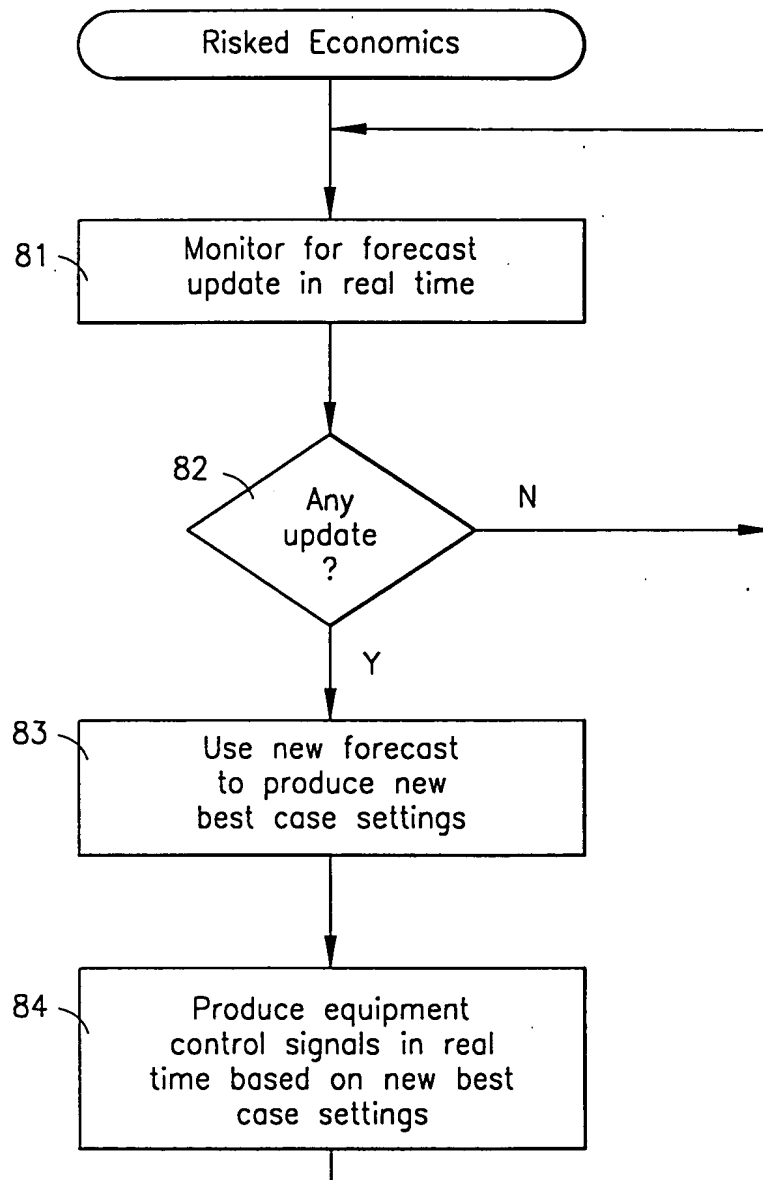 Risked Economics
81
Monitor for forecast
update in real time
82
Any
update
?
N
Y
83
Use new forecast
to produce new
best case settings
84
Produce equipment
control signals in real
time based on new best
case settings